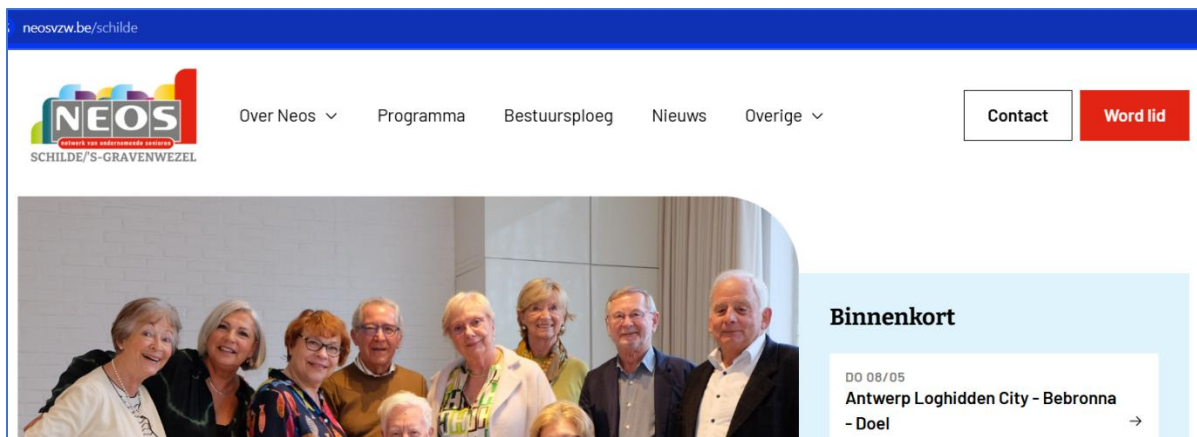 neosvzw.be/schilde
NEOS
netwerk van ondernemende senioren
SCHILDE/'S-GRAVENWEZEL
Over Neos
Programma
Bestuursploeg
Nieuws
Overige
Contact
Word lid
Binnenkort
DO 08/05
Antwerp Loghidden City - Bebronna
- Doel